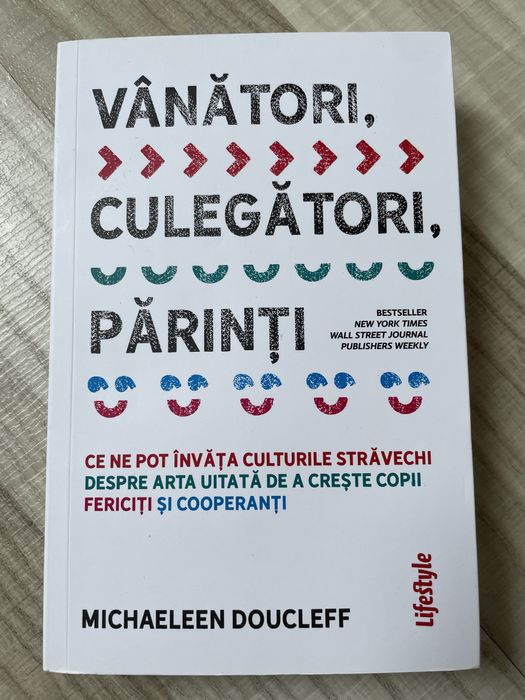 VÂNĂTORI,
CULEGĂTORI,
PĂRINȚI
BESTSELLER
NEW YORK TIMES
WALL STREET JOURNAL
PUBLISHERS WEEKLY
CE NE POT ÎNVĂȚA CULTURILE STRĂVECHI
DESPRE ARTA UITATĂ DE A CREȘTE COPII
FERICIȚI ȘI COOPERANȚI
Lifestyle
MICHAELEEN DOUCLEFF